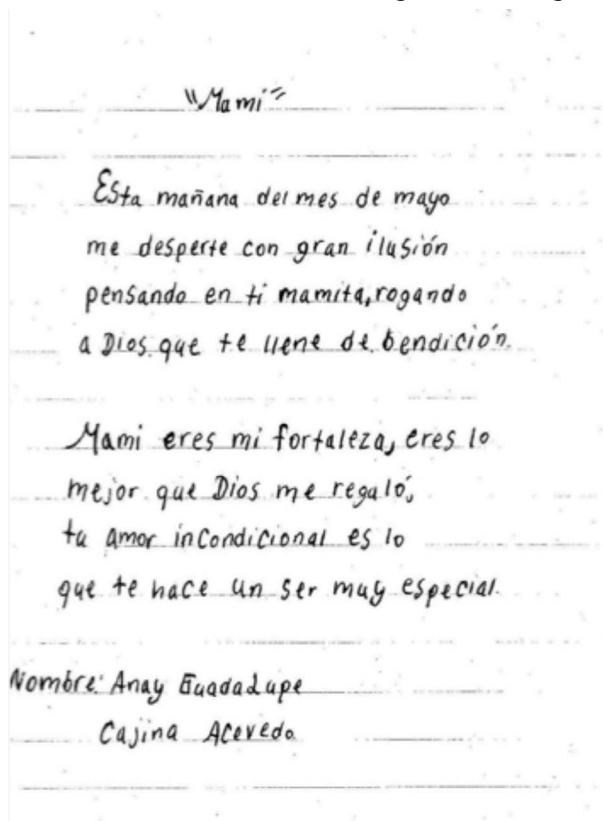 "Mami"
Esta mañana del mes de mayo
me desperte con gran ilusión
pensando en ti mamita, rogando
a Dios que te llene de bendición.
Mami eres mi fortaleza, eres lo
mejor que Dios me regaló,
tu amor incondicional es lo
que te hace un ser muy especial.
Nombre: Anay Guadalupe
Cajina Acevedo